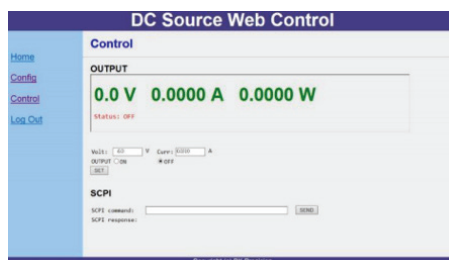 DC Source Web Control
Home
Config
Control
Log Out
Control
OUTPUT
0.0 V 0.0000 A 0.0000 W
Status: OFF
Volt: V Curr: A
OUTPUT ON OFF
SET
SCPI
SCPI command: SEND
SCPI response: